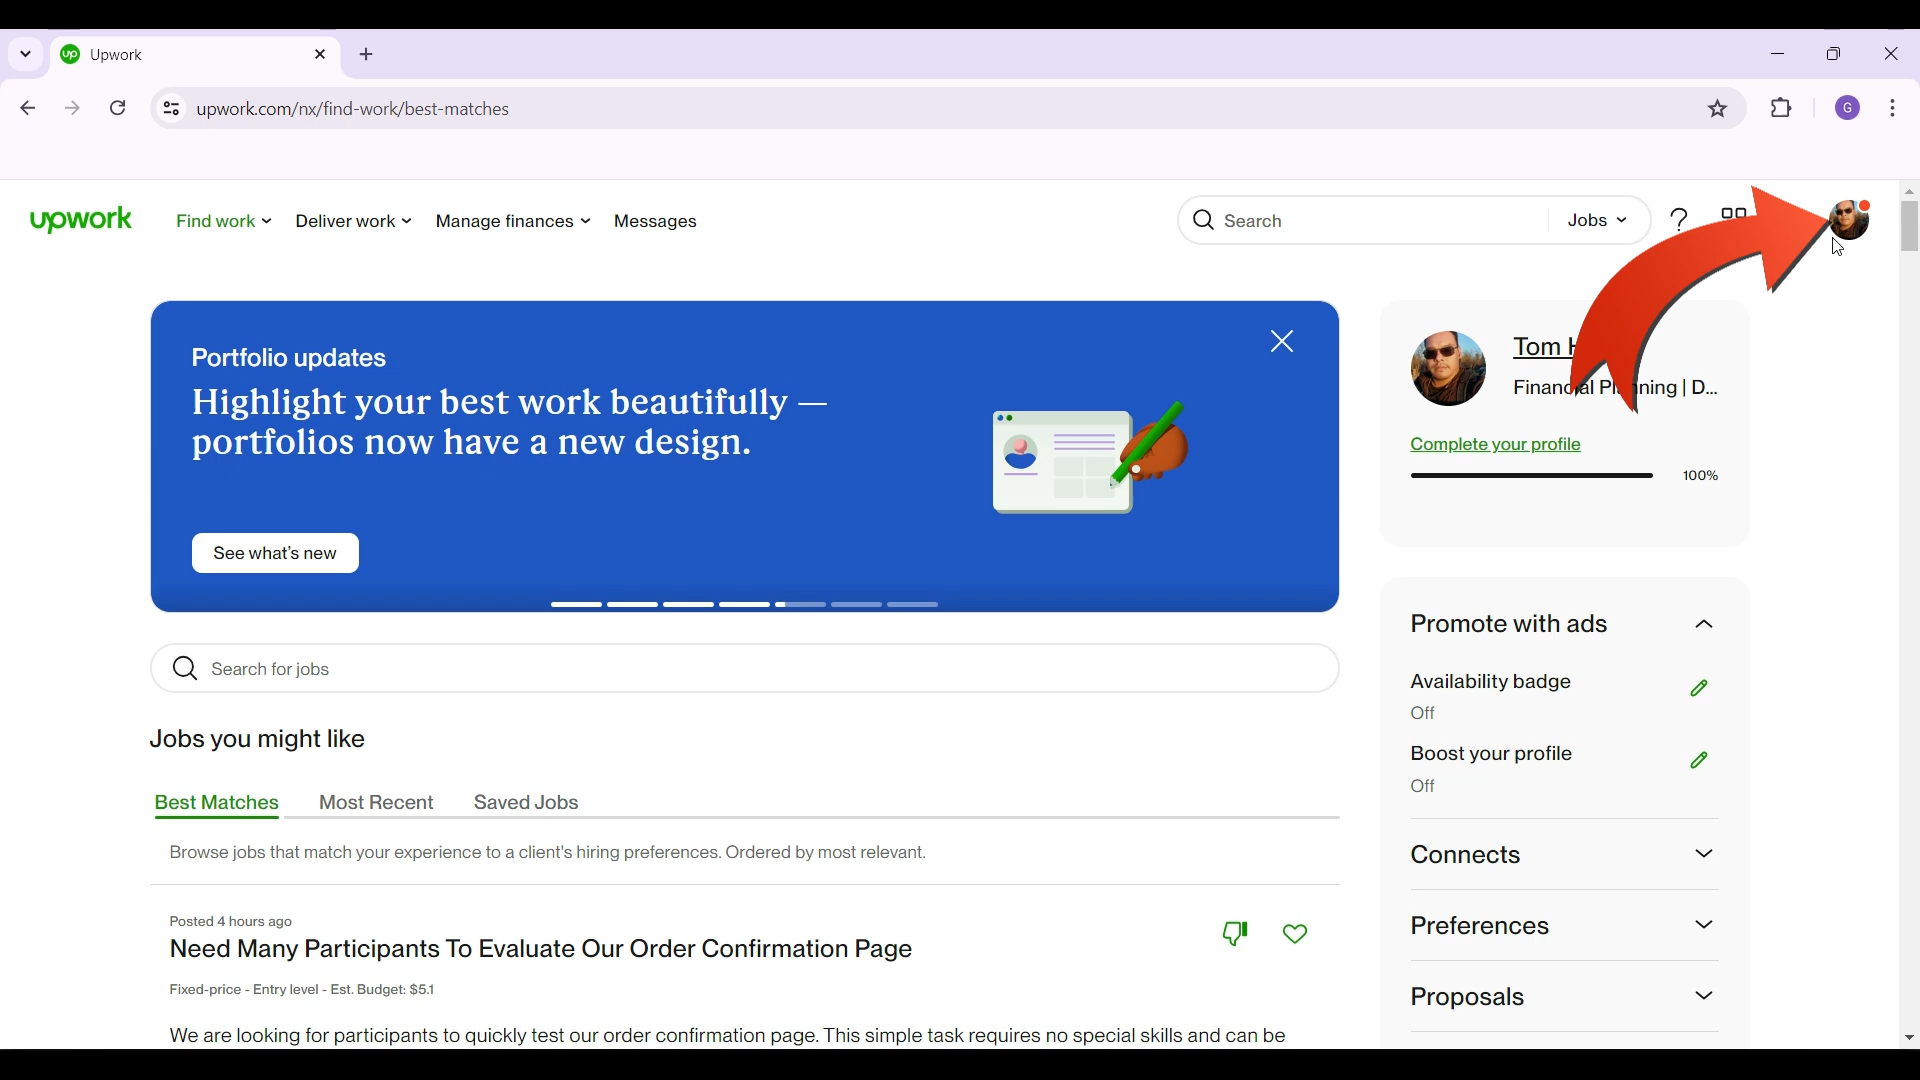 Upwork
upwork.com/nx/find-work/best-matches
G
upwork
Find work
Deliver work
Manage finances
Messages
Search
Jobs
Portfolio updates
Highlight your best work beautifully —
portfolios now have a new design.
See what's new
Tom
Financial Planning | D...
Complete your profile
100%
Search for jobs
Promote with ads
Availability badge
Off
Boost your profile
Off
Jobs you might like
Best Matches
Most Recent
Saved Jobs
Browse jobs that match your experience to a client's hiring preferences. Ordered by most relevant.
Connects
Preferences
Proposals
Posted 4 hours ago
Need Many Participants To Evaluate Our Order Confirmation Page
Fixed-price - Entry level - Est. Budget: $5.1
We are looking for participants to quickly test our order confirmation page. This simple task requires no special skills and can be